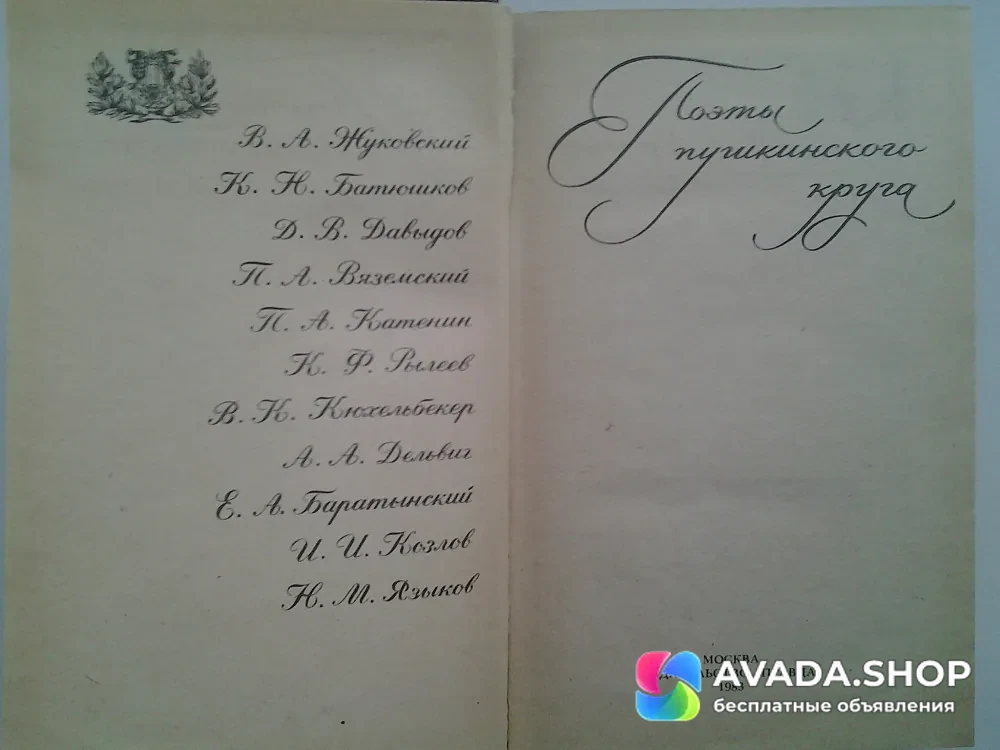 В. А. Жуковский
К. Н. Батюшков
Д. В. Давыдов
П. А. Вяземский
П. А. Катенин
К. Ф. Рылеев
В. К. Кюхельбекер
А. А. Дельвиг
Е. А. Баратынский
И. И. Козлов
Н. М. Языков
Поэты
пушкинского
круга
МОСКВА
1983
AVADA.SHOP
бесплатные объявления